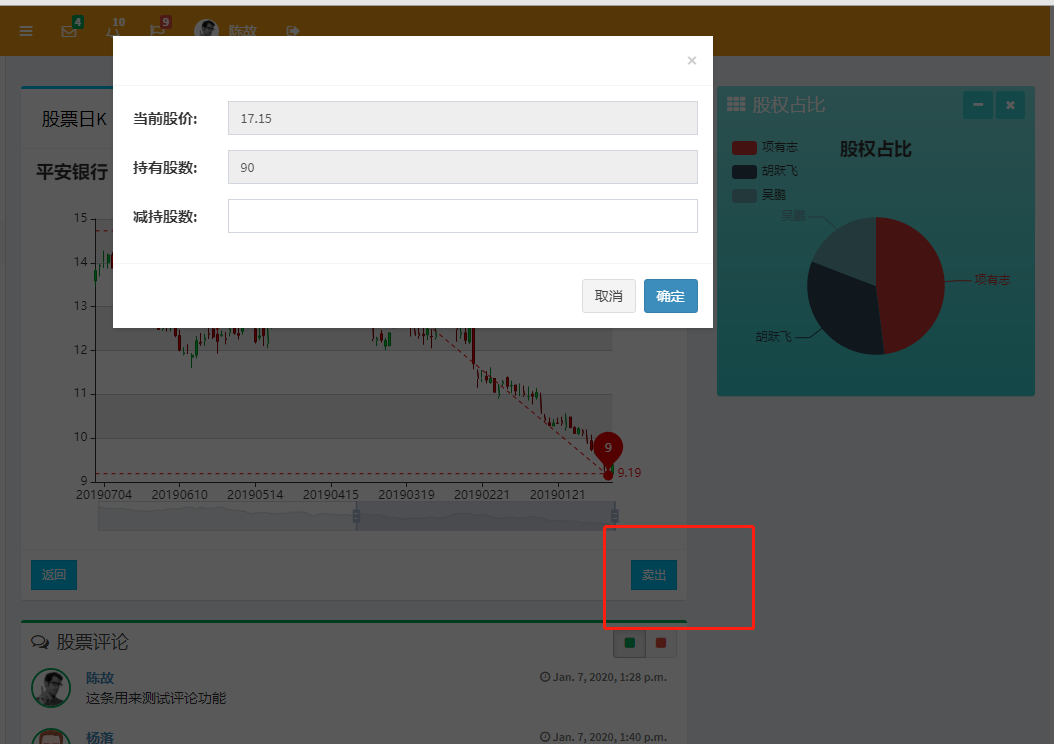 4 10 9 陈故
×
当前股价: 17.15
持有股数: 90
减持股数:
取消 确定
股票日K
平安银行
15
14
13
12
11
10
9
9
9.19
20190704 20190610 20190514 20190415 20190319 20190221 20190121
返回 卖出
股权占比
项有志
胡跃飞
吴鹏
股权占比
吴鹏
项有志
胡跃飞
股票评论
陈故 Jan. 7, 2020, 1:28 p.m.
这条用来测试评论功能
杨落 Jan. 7, 2020, 1:40 p.m.